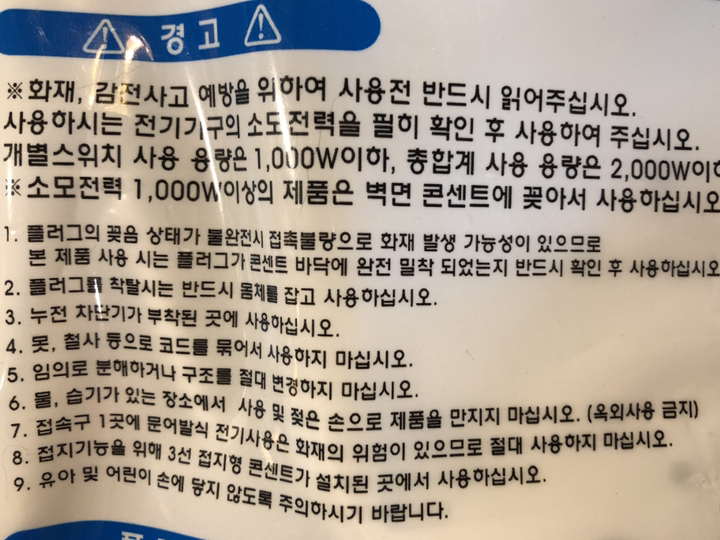 경고
※화재, 감전사고 예방을 위하여 사용전 반드시 읽어주십시오.
사용하시는 전기기구의 소모전력을 필히 확인 후 사용하여 주십시오.
개별스위치 사용 용량은 1,000W이하, 총합계 사용 용량은 2,000W이
※소모전력 1,000W이상의 제품은 벽면 콘센트에 꽂아서 사용하십시오
1. 플러그의 꽂음 상태가 불완전시 접촉불량으로 화재 발생 가능성이 있으므로
본 제품 사용 시는 플러그가 콘센트 바닥에 완전 밀착 되었는지 반드시 확인 후 사용하십시오
2. 플러그를 착탈시는 반드시 몸체를 잡고 사용하십시오.
3. 누전 차단기가 부착된 곳에 사용하십시오.
4. 못, 철사 등으로 코드를 묶어서 사용하지 마십시오.
5. 임의로 분해하거나 구조를 절대 변경하지 마십시오.
6. 물, 습기가 있는 장소에서 사용 및 젖은 손으로 제품을 만지지 마십시오. (옥외사용 금지)
7. 접속구 1곳에 문어발식 전기사용은 화재의 위험이 있으므로 절대 사용하지 마십시오.
8. 접지기능을 위해 3선 접지형 콘센트가 설치된 곳에서 사용하십시오.
9. 유아 및 어린이 손에 닿지 않도록 주의하시기 바랍니다.